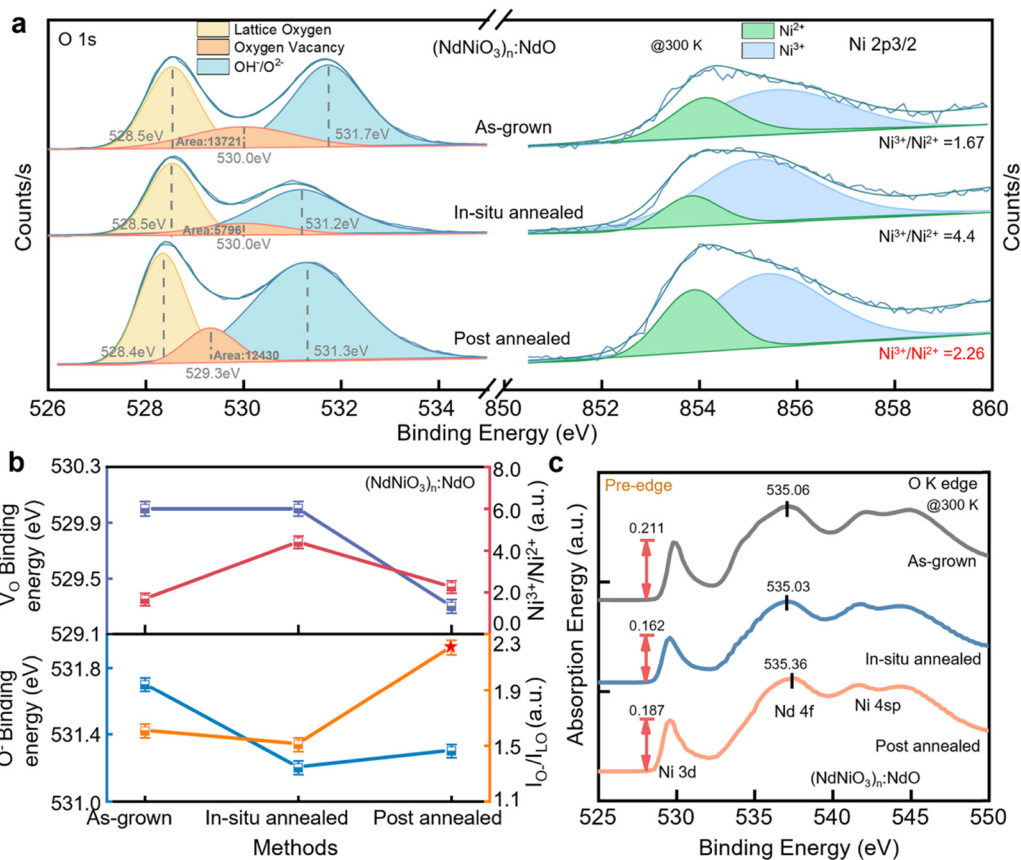 a
O 1s
Lattice Oxygen
Oxygen Vacancy
OH⁻/O²⁻
(NdNiO₃)ₙ:NdO
@300 K
Ni²⁺
Ni³⁺
Ni 2p3/2
528.5eV
Area:13721
530.0eV
531.7eV
As-grown
Ni³⁺/Ni²⁺ =1.67
528.5eV
Area:5796
530.0eV
531.2eV
In-situ annealed
Ni³⁺/Ni²⁺ =4.4
528.4eV
Area:12430
529.3eV
531.3eV
Post annealed
Ni³⁺/Ni²⁺ =2.26
Counts/s
Counts/s
526 528 530 532 534 850 852 854 856 858 860
Binding Energy (eV)
b
530.3
529.9
529.5
529.1
V_O Binding
energy (eV)
(NdNiO₃)ₙ:NdO
8.0
6.0
4.0
2.0
0.0
Ni³⁺/Ni²⁺ (a.u.)
531.8
531.4
531.0
O⁻ Binding
energy (eV)
2.3
1.9
1.5
1.1
I_O⁻/I_LO (a.u.)
As-grown In-situ annealed Post annealed
Methods
c
Pre-edge
O K edge
@300 K
535.06
0.211
As-grown
535.03
0.162
In-situ annealed
535.36
0.187
Nd 4f
Ni 4sp
Post annealed
Ni 3d
(NdNiO₃)ₙ:NdO
Absorption Energy (a.u.)
525 530 535 540 545 550
Binding Energy (eV)